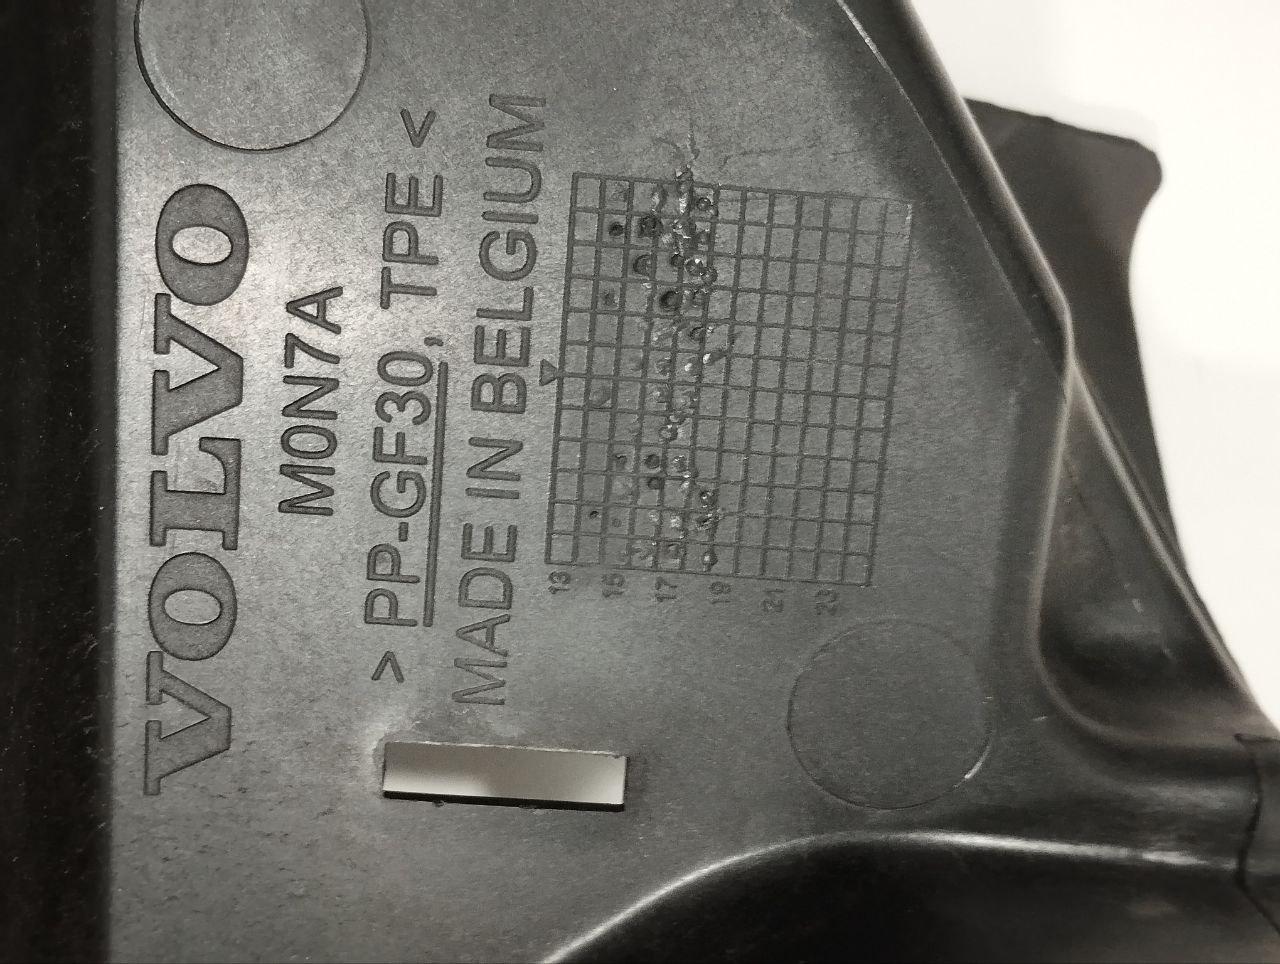 VOLVO
M0N7A
> PP-GF30, TPE <
MADE IN BELGIUM
13
15
17
19
21
23